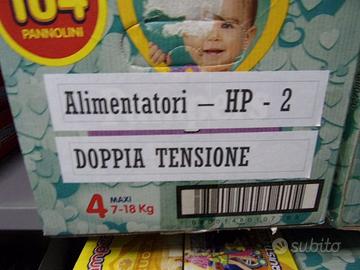 104
PANNOLINI
Alimentatori – HP - 2
DOPPIA TENSIONE
4 MAXI
7-18 Kg
subito